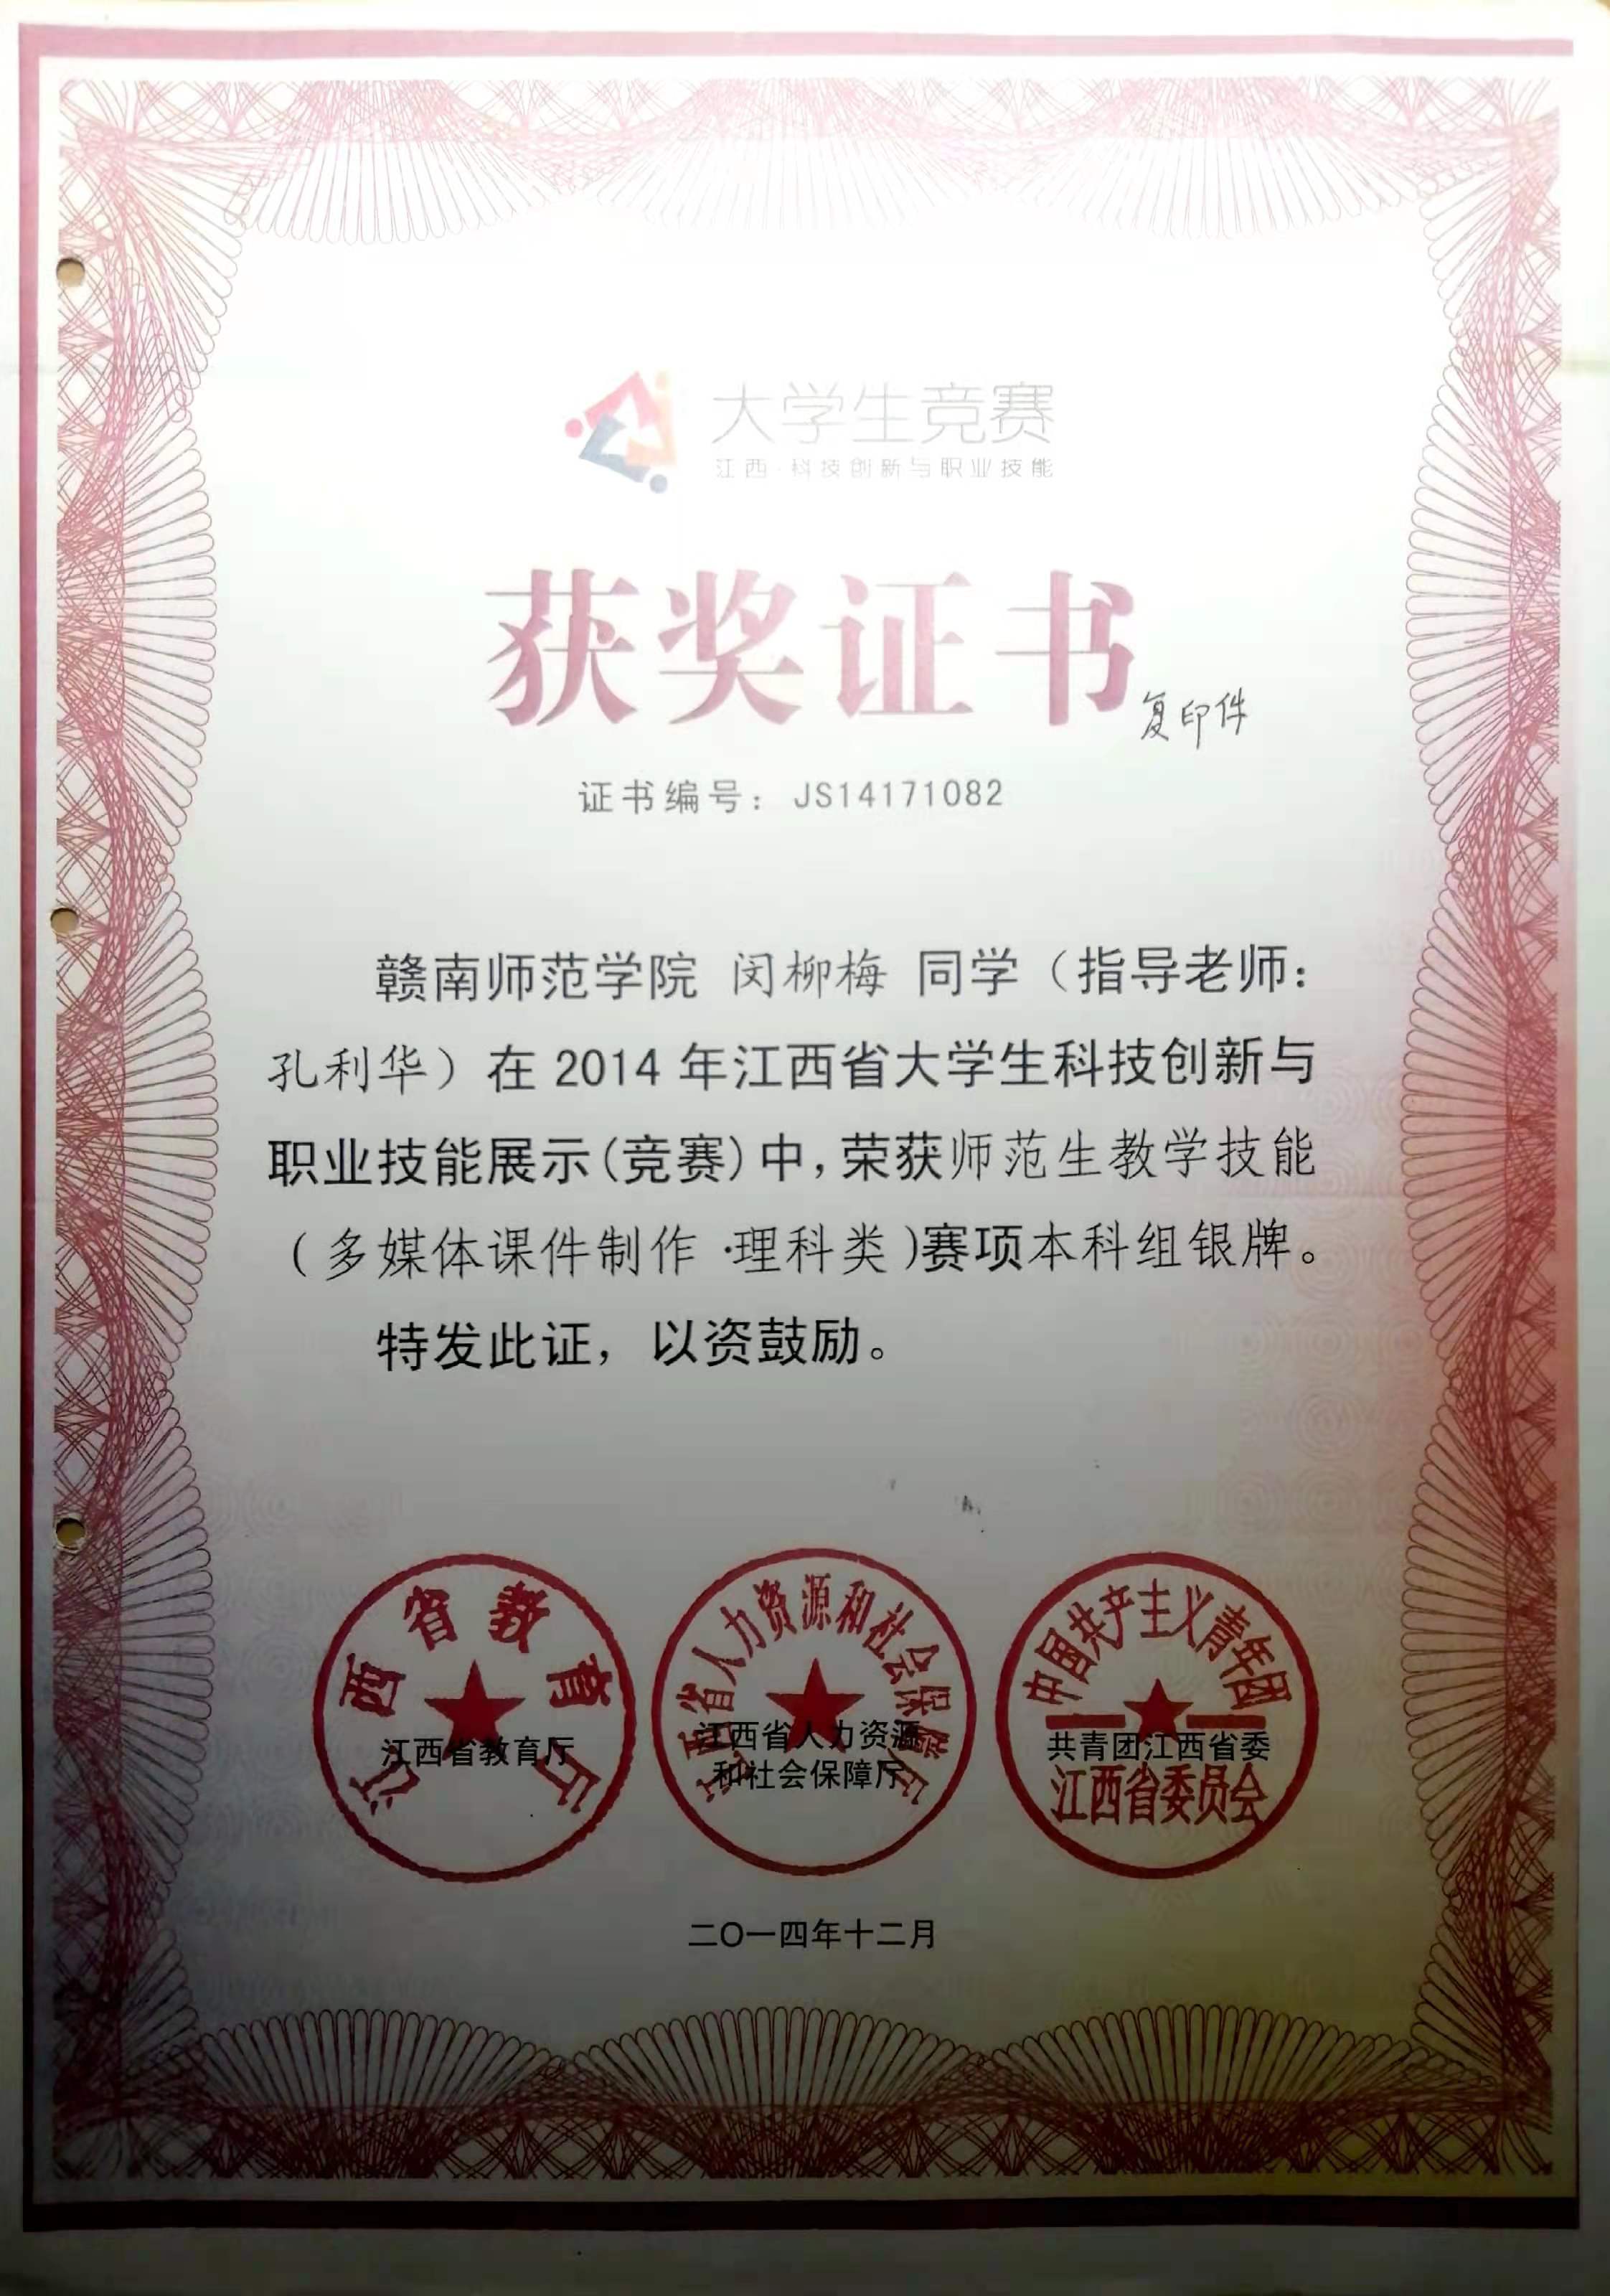 大学生竞赛
江西·科技创新与职业技能
获奖证书
复印件
证书编号：JS14171082
赣南师范学院 闵柳梅 同学（指导老师：
孔利华）在 2014 年江西省大学生科技创新与
职业技能展示(竞赛)中,荣获师范生教学技能
（多媒体课件制作 ·理科类)赛项本科组银牌。
特发此证，以资鼓励。
江西省教育厅
江西省教育厅
江西省人力资源和社会保障厅
江西省人力资源
和社会保障厅
中国共产主义青年团
共青团江西省委
江西省委员会
二〇一四年十二月